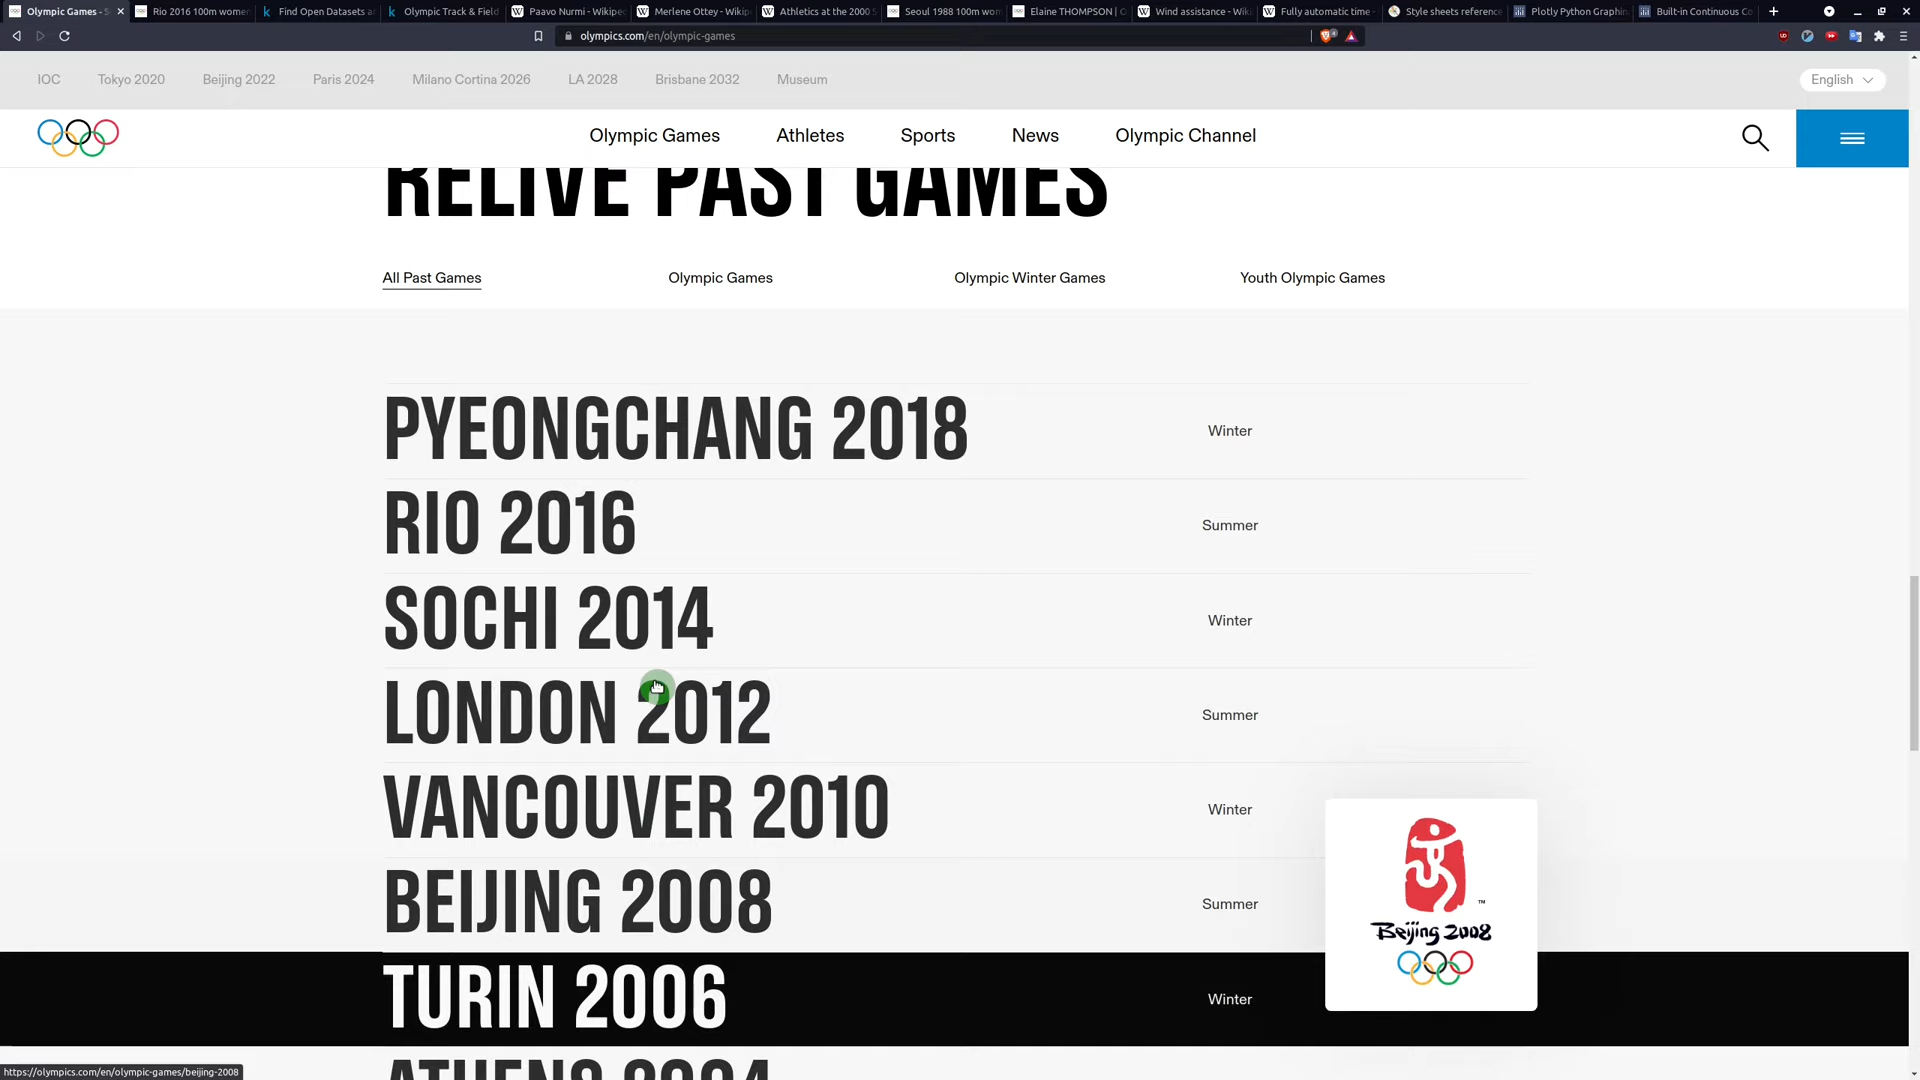 Olympic Games - S
Rio 2016 100m wome
Find Open Datasets a
Olympic Track & Field
Paavo Nurmi - Wikipe
Merlene Ottey - Wikip
Athletics at the 2000 S
Seoul 1988 100m wom
Elaine THOMPSON | O
Wind assistance - Wiki
Fully automatic time -
Style sheets reference
Plotly Python Graphin
Built-in Continuous Co
olympics.com/en/olympic-games
IOC
Tokyo 2020
Beijing 2022
Paris 2024
Milano Cortina 2026
LA 2028
Brisbane 2032
Museum
English
Olympic Games
Athletes
Sports
News
Olympic Channel
RELIVE PAST GAMES
All Past Games
Olympic Games
Olympic Winter Games
Youth Olympic Games
PYEONGCHANG 2018
Winter
RIO 2016
Summer
SOCHI 2014
Winter
LONDON 2012
Summer
VANCOUVER 2010
Winter
BEIJING 2008
Summer
Beijing 2008
TM
TURIN 2006
Winter
ATHENS 2004
https://olympics.com/en/olympic-games/beijing-2008